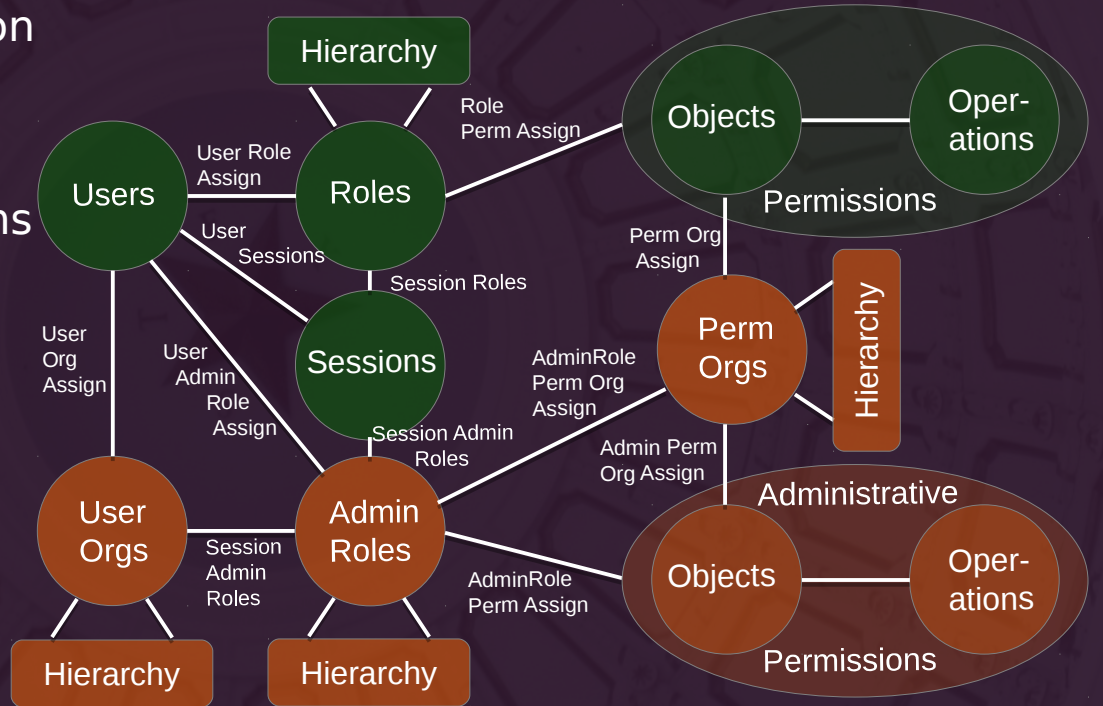 on
ns
Hierarchy
Role
Perm Assign
Objects
Oper-
ations
Permissions
User Role
Assign
Users
Roles
User
Sessions
Session Roles
Perm Org
Assign
Perm
Orgs
Hierarchy
User
Org
Assign
User
Admin
Role
Assign
Sessions
AdminRole
Perm Org
Assign
Session Admin
Roles
Admin Perm
Org Assign
User
Orgs
Session
Admin
Roles
Admin
Roles
AdminRole
Perm Assign
Administrative
Objects
Oper-
ations
Permissions
Hierarchy
Hierarchy